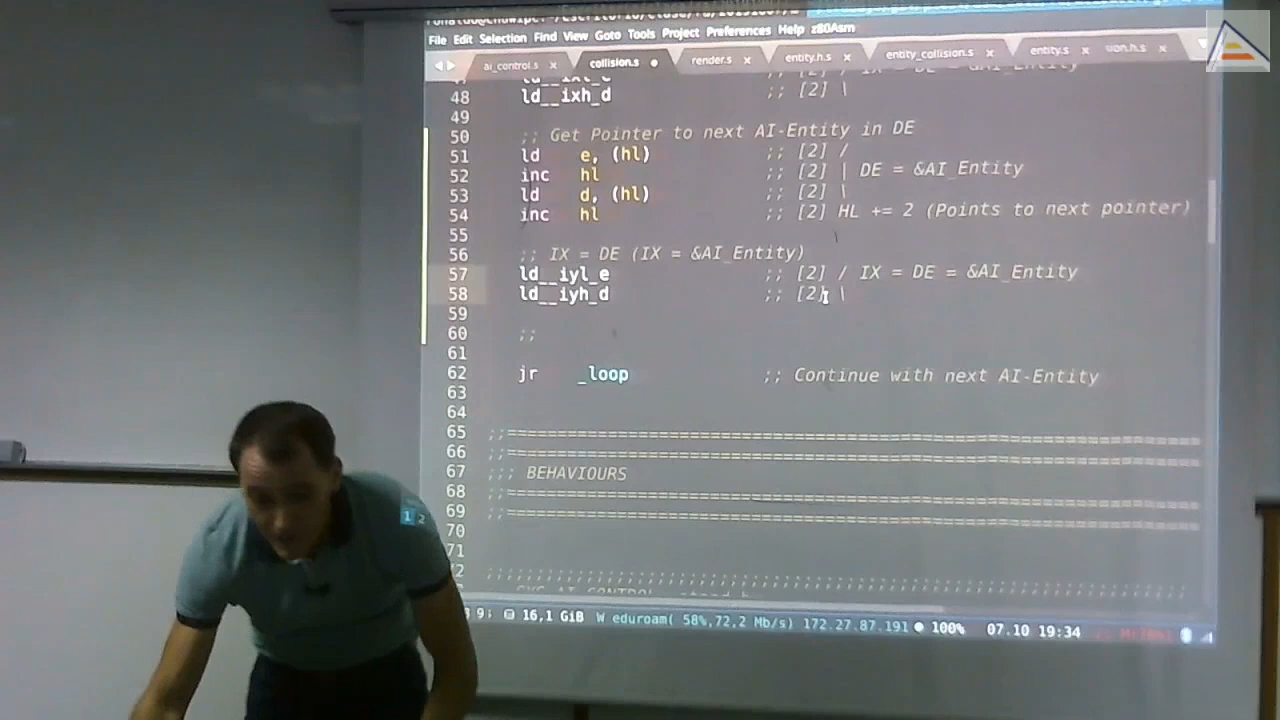 File Edit Selection Find View Goto Tools Project Preferences Help z80Asm
ai_control.s × collision.s ● render.s × entity.h.s × entity_collision.s × entity.s × ×
48 ld__ixh_d ;; [2] \
49
50 ;; Get Pointer to next AI-Entity in DE
51 ld e, (hl) ;; [2] /
52 inc hl ;; [2] | DE = &AI_Entity
53 ld d, (hl) ;; [2] \
54 inc hl ;; [2] HL += 2 (Points to next pointer)
55
56 ;; IX = DE (IX = &AI_Entity)
57 ld__iyl_e ;; [2] / IX = DE = &AI_Entity
58 ld__iyh_d ;; [2] \
59
60 ;;
61
62 jr _loop ;; Continue with next AI-Entity
63
64
65
66
67 ;;; BEHAVIOURS
68
69
70
71
1 2
16,1 GiB W eduroam( 58%,72,2 Mb/s) 172.27.87.191 100% 07.10 19:34